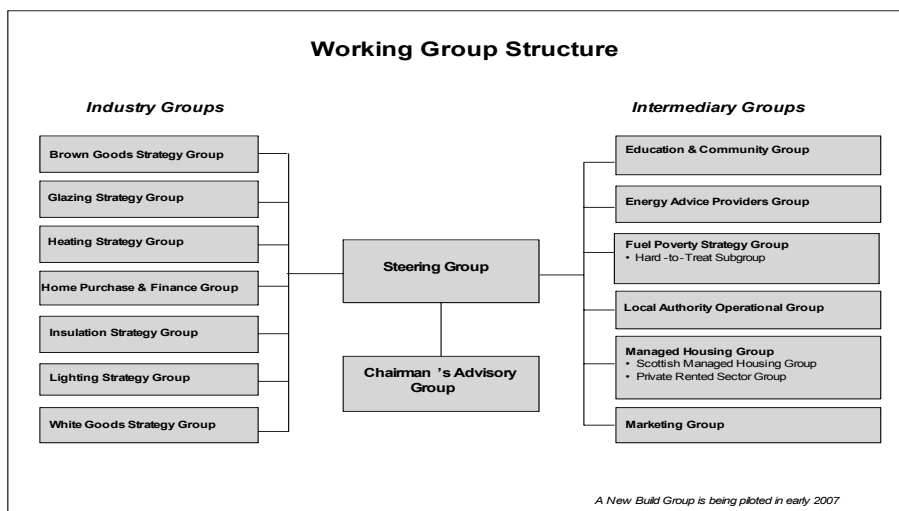 Working Group Structure
Industry Groups
Brown Goods Strategy Group
Glazing Strategy Group
Heating Strategy Group
Home Purchase & Finance Group
Insulation Strategy Group
Lighting Strategy Group
White Goods Strategy Group
Steering Group
Chairman 's Advisory
Group
Intermediary Groups
Education & Community Group
Energy Advice Providers Group
Fuel Poverty Strategy Group
• Hard -to-Treat Subgroup
Local Authority Operational Group
Managed Housing Group
• Scottish Managed Housing Group
• Private Rented Sector Group
Marketing Group
A New Build Group is being piloted in early 2007